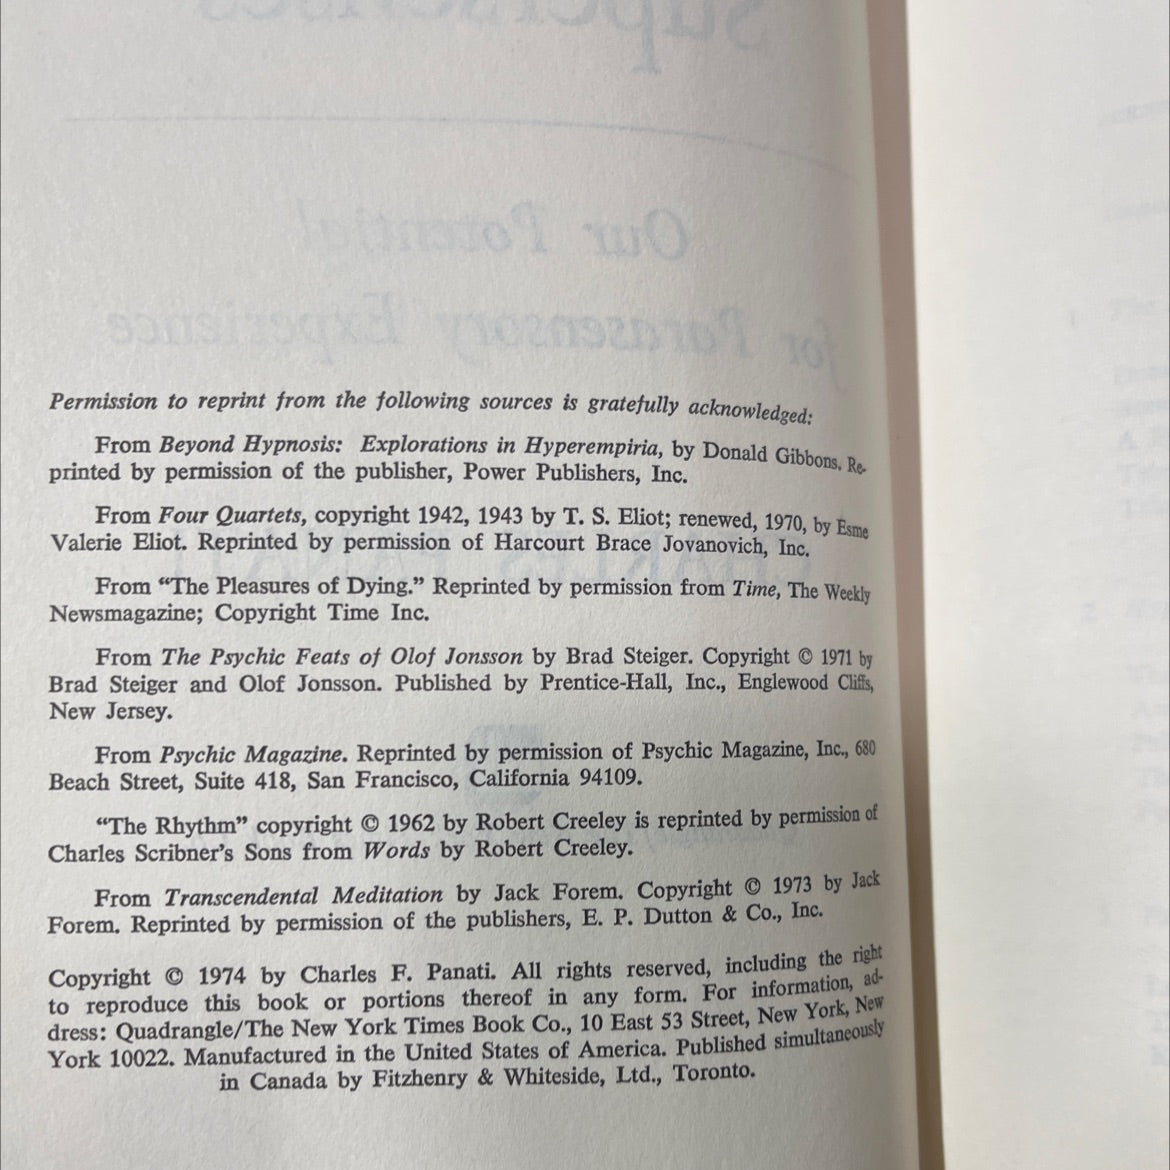 Supersenses
Our Potential
for Parasensory Experience
Permission to reprint from the following sources is gratefully acknowledged:
From Beyond Hypnosis: Explorations in Hyperempiria, by Donald Gibbons. Re-
printed by permission of the publisher, Power Publishers, Inc.
From Four Quartets, copyright 1942, 1943 by T. S. Eliot; renewed, 1970, by Esme
Valerie Eliot. Reprinted by permission of Harcourt Brace Jovanovich, Inc.
From “The Pleasures of Dying.” Reprinted by permission from Time, The Weekly
Newsmagazine; Copyright Time Inc.
From The Psychic Feats of Olof Jonsson by Brad Steiger. Copyright © 1971 by
Brad Steiger and Olof Jonsson. Published by Prentice-Hall, Inc., Englewood Cliffs,
New Jersey.
From Psychic Magazine. Reprinted by permission of Psychic Magazine, Inc., 680
Beach Street, Suite 418, San Francisco, California 94109.
“The Rhythm” copyright © 1962 by Robert Creeley is reprinted by permission of
Charles Scribner’s Sons from Words by Robert Creeley.
From Transcendental Meditation by Jack Forem. Copyright © 1973 by Jack
Forem. Reprinted by permission of the publishers, E. P. Dutton & Co., Inc.
Copyright © 1974 by Charles F. Panati. All rights reserved, including the right
to reproduce this book or portions thereof in any form. For information, ad-
dress: Quadrangle/The New York Times Book Co., 10 East 53 Street, New York, New
York 10022. Manufactured in the United States of America. Published simultaneously
in Canada by Fitzhenry & Whiteside, Ltd., Toronto.